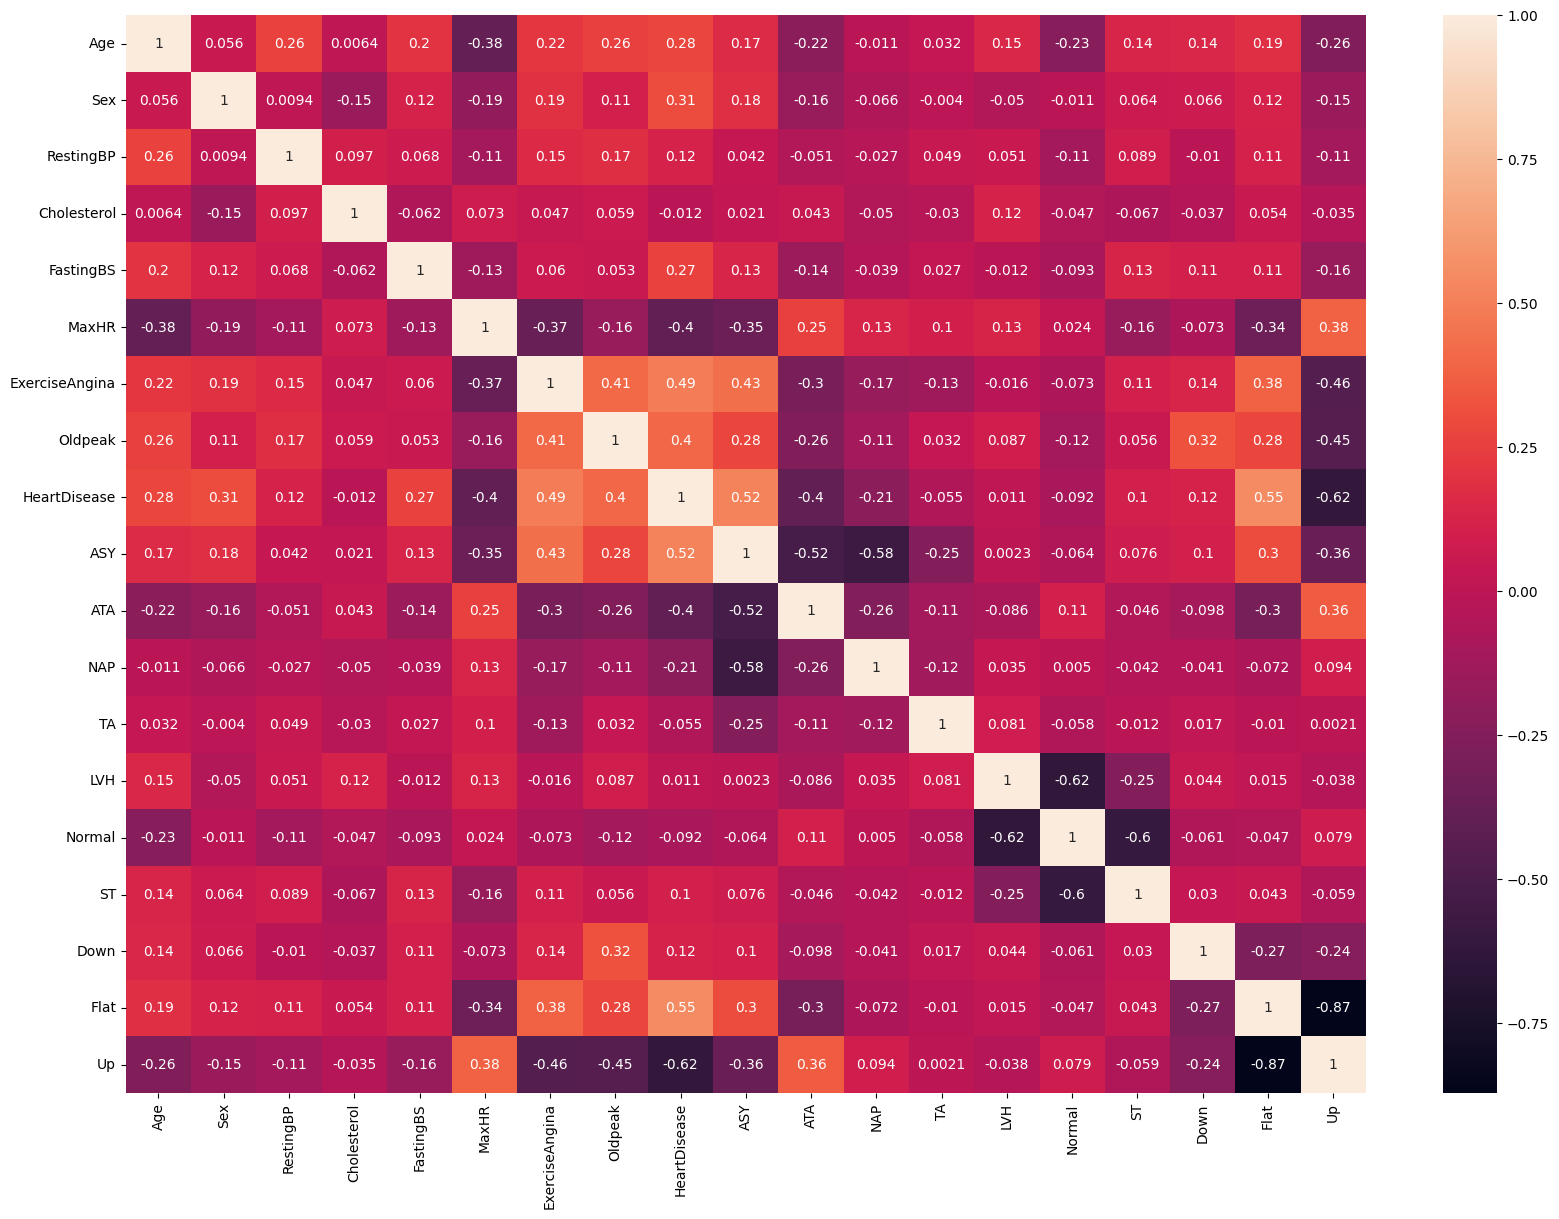 Age 1 0.056 0.26 0.0064 0.2 -0.38 0.22 0.26 0.28 0.17 -0.22 -0.011 0.032 0.15 -0.23 0.14 0.14 0.19 -0.26
Sex 0.056 1 0.0094 -0.15 0.12 -0.19 0.19 0.11 0.31 0.18 -0.16 -0.066 -0.004 -0.05 -0.011 0.064 0.066 0.12 -0.15
RestingBP 0.26 0.0094 1 0.097 0.068 -0.11 0.15 0.17 0.12 0.042 -0.051 -0.027 0.049 0.051 -0.11 0.089 -0.01 0.11 -0.11
Cholesterol 0.0064 -0.15 0.097 1 -0.062 0.073 0.047 0.059 -0.012 0.021 0.043 -0.05 -0.03 0.12 -0.047 -0.067 -0.037 0.054 -0.035
FastingBS 0.2 0.12 0.068 -0.062 1 -0.13 0.06 0.053 0.27 0.13 -0.14 -0.039 0.027 -0.012 -0.093 0.13 0.11 0.11 -0.16
MaxHR -0.38 -0.19 -0.11 0.073 -0.13 1 -0.37 -0.16 -0.4 -0.35 0.25 0.13 0.1 0.13 0.024 -0.16 -0.073 -0.34 0.38
ExerciseAngina 0.22 0.19 0.15 0.047 0.06 -0.37 1 0.41 0.49 0.43 -0.3 -0.17 -0.13 -0.016 -0.073 0.11 0.14 0.38 -0.46
Oldpeak 0.26 0.11 0.17 0.059 0.053 -0.16 0.41 1 0.4 0.28 -0.26 -0.11 0.032 0.087 -0.12 0.056 0.32 0.28 -0.45
HeartDisease 0.28 0.31 0.12 -0.012 0.27 -0.4 0.49 0.4 1 0.52 -0.4 -0.21 -0.055 0.011 -0.092 0.1 0.12 0.55 -0.62
ASY 0.17 0.18 0.042 0.021 0.13 -0.35 0.43 0.28 0.52 1 -0.52 -0.58 -0.25 0.0023 -0.064 0.076 0.1 0.3 -0.36
ATA -0.22 -0.16 -0.051 0.043 -0.14 0.25 -0.3 -0.26 -0.4 -0.52 1 -0.26 -0.11 -0.086 0.11 -0.046 -0.098 -0.3 0.36
NAP -0.011 -0.066 -0.027 -0.05 -0.039 0.13 -0.17 -0.11 -0.21 -0.58 -0.26 1 -0.12 0.035 0.005 -0.042 -0.041 -0.072 0.094
TA 0.032 -0.004 0.049 -0.03 0.027 0.1 -0.13 0.032 -0.055 -0.25 -0.11 -0.12 1 0.081 -0.058 -0.012 0.017 -0.01 0.0021
LVH 0.15 -0.05 0.051 0.12 -0.012 0.13 -0.016 0.087 0.011 0.0023 -0.086 0.035 0.081 1 -0.62 -0.25 0.044 0.015 -0.038
Normal -0.23 -0.011 -0.11 -0.047 -0.093 0.024 -0.073 -0.12 -0.092 -0.064 0.11 0.005 -0.058 -0.62 1 -0.6 -0.061 -0.047 0.079
ST 0.14 0.064 0.089 -0.067 0.13 -0.16 0.11 0.056 0.1 0.076 -0.046 -0.042 -0.012 -0.25 -0.6 1 0.03 0.043 -0.059
Down 0.14 0.066 -0.01 -0.037 0.11 -0.073 0.14 0.32 0.12 0.1 -0.098 -0.041 0.017 0.044 -0.061 0.03 1 -0.27 -0.24
Flat 0.19 0.12 0.11 0.054 0.11 -0.34 0.38 0.28 0.55 0.3 -0.3 -0.072 -0.01 0.015 -0.047 0.043 -0.27 1 -0.87
Up -0.26 -0.15 -0.11 -0.035 -0.16 0.38 -0.46 -0.45 -0.62 -0.36 0.36 0.094 0.0021 -0.038 0.079 -0.059 -0.24 -0.87 1
Age Sex RestingBP Cholesterol FastingBS MaxHR ExerciseAngina Oldpeak HeartDisease ASY ATA NAP TA LVH Normal ST Down Flat Up
1.00
0.75
0.50
0.25
0.00
−0.25
−0.50
−0.75